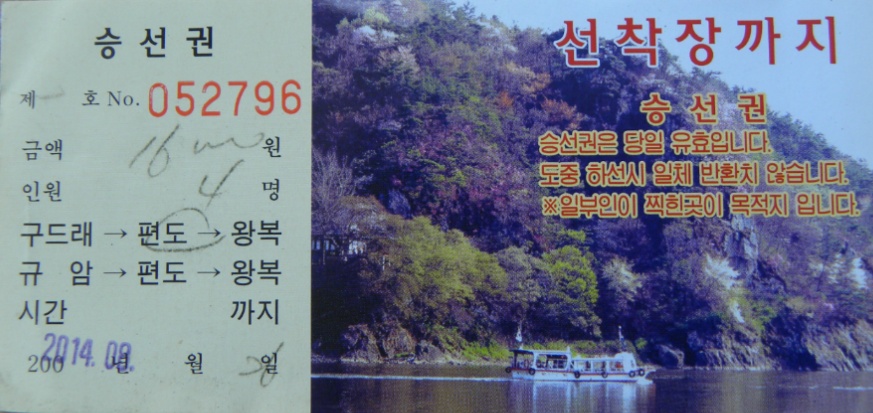 승 선 권
제 호 No. 052796
금액 16 000 원
인원 4 명
구드래 → 편도 → 왕복
규 암 → 편도 → 왕복
시간 까지
200 2014.09. 년 월 일
선착장까지
승 선 권
승선권은 당일 유효입니다.
도중 하선시 일체 반환치 않습니다.
※일부인이 찍힌곳이 목적지 입니다.